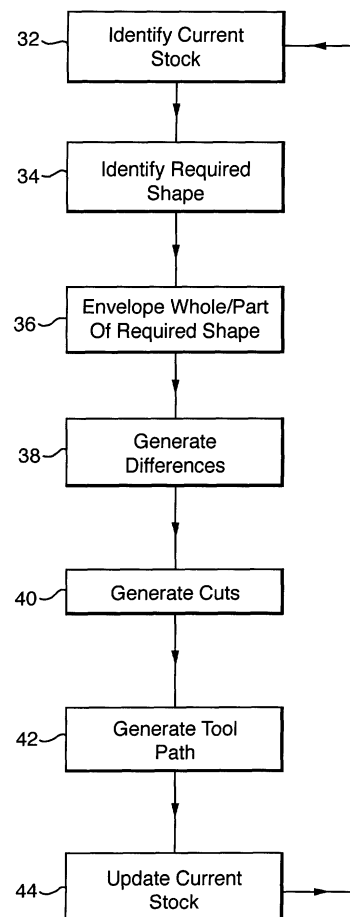 32
Identify Current
Stock
34
Identify Required
Shape
36
Envelope Whole/Part
Of Required Shape
38
Generate
Differences
40
Generate Cuts
42
Generate Tool
Path
44
Update Current
Stock